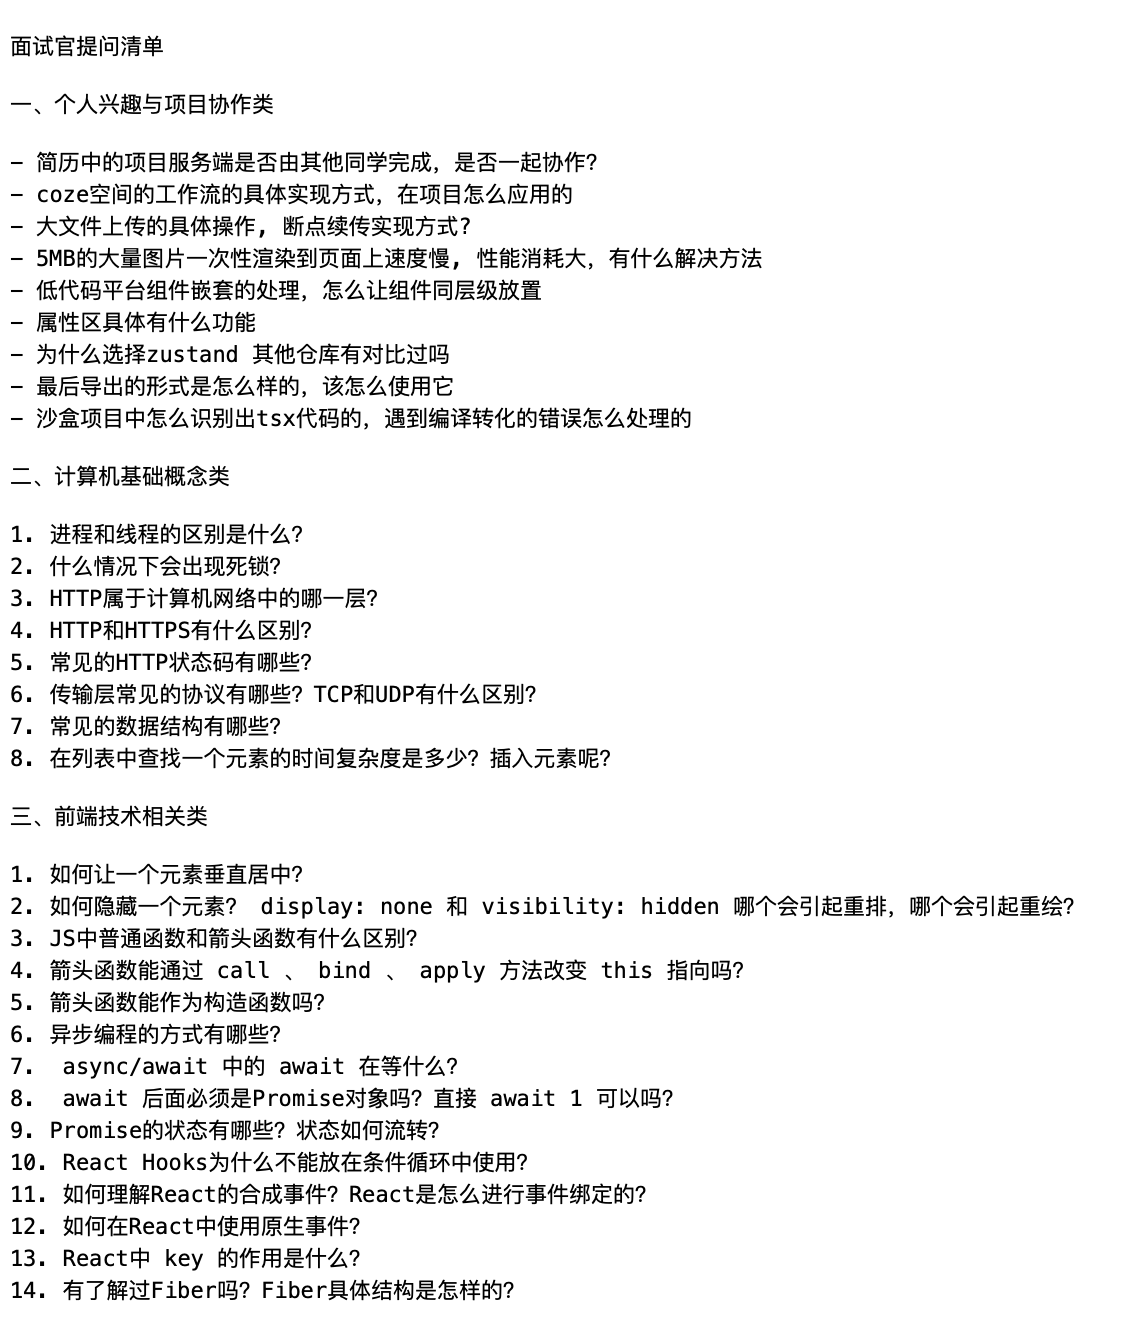 面试官提问清单
一、个人兴趣与项目协作类
– 简历中的项目服务端是否由其他同学完成，是否一起协作？
– coze空间的工作流的具体实现方式，在项目怎么应用的
– 大文件上传的具体操作, 断点续传实现方式?
– 5MB的大量图片一次性渲染到页面上速度慢, 性能消耗大，有什么解决方法
– 低代码平台组件嵌套的处理，怎么让组件同层级放置
– 属性区具体有什么功能
– 为什么选择zustand 其他仓库有对比过吗
– 最后导出的形式是怎么样的，该怎么使用它
– 沙盒项目中怎么识别出tsx代码的，遇到编译转化的错误怎么处理的
二、计算机基础概念类
1. 进程和线程的区别是什么？
2. 什么情况下会出现死锁？
3. HTTP属于计算机网络中的哪一层？
4. HTTP和HTTPS有什么区别？
5. 常见的HTTP状态码有哪些？
6. 传输层常见的协议有哪些？TCP和UDP有什么区别？
7. 常见的数据结构有哪些？
8. 在列表中查找一个元素的时间复杂度是多少？插入元素呢？
三、前端技术相关类
1. 如何让一个元素垂直居中？
2. 如何隐藏一个元素？ display: none 和 visibility: hidden 哪个会引起重排，哪个会引起重绘？
3. JS中普通函数和箭头函数有什么区别？
4. 箭头函数能通过 call 、 bind 、 apply 方法改变 this 指向吗？
5. 箭头函数能作为构造函数吗？
6. 异步编程的方式有哪些？
7.  async/await 中的 await 在等什么？
8.  await 后面必须是Promise对象吗？直接 await 1 可以吗？
9. Promise的状态有哪些？状态如何流转？
10. React Hooks为什么不能放在条件循环中使用？
11. 如何理解React的合成事件？React是怎么进行事件绑定的？
12. 如何在React中使用原生事件？
13. React中 key 的作用是什么？
14. 有了解过Fiber吗？Fiber具体结构是怎样的？